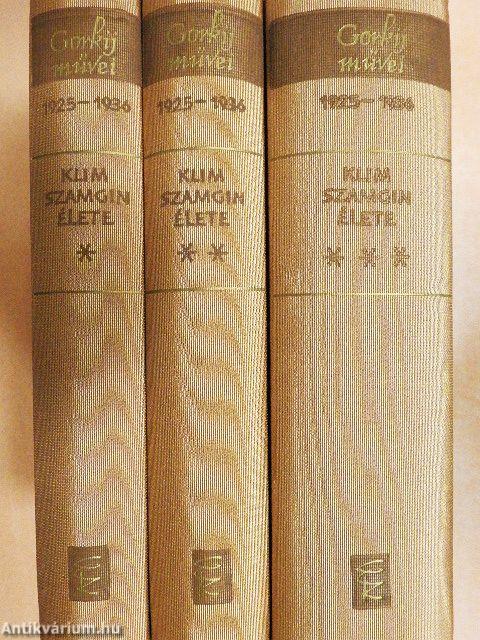 Gorkij
művei
1925-1936
KLIM
SZAMGIN
ÉLETE
*
Gorkij
művei
1925-1936
KLIM
SZAMGIN
ÉLETE
* *
Gorkij
művei
1925-1936
KLIM
SZAMGIN
ÉLETE
* * *
Antikvárium.hu